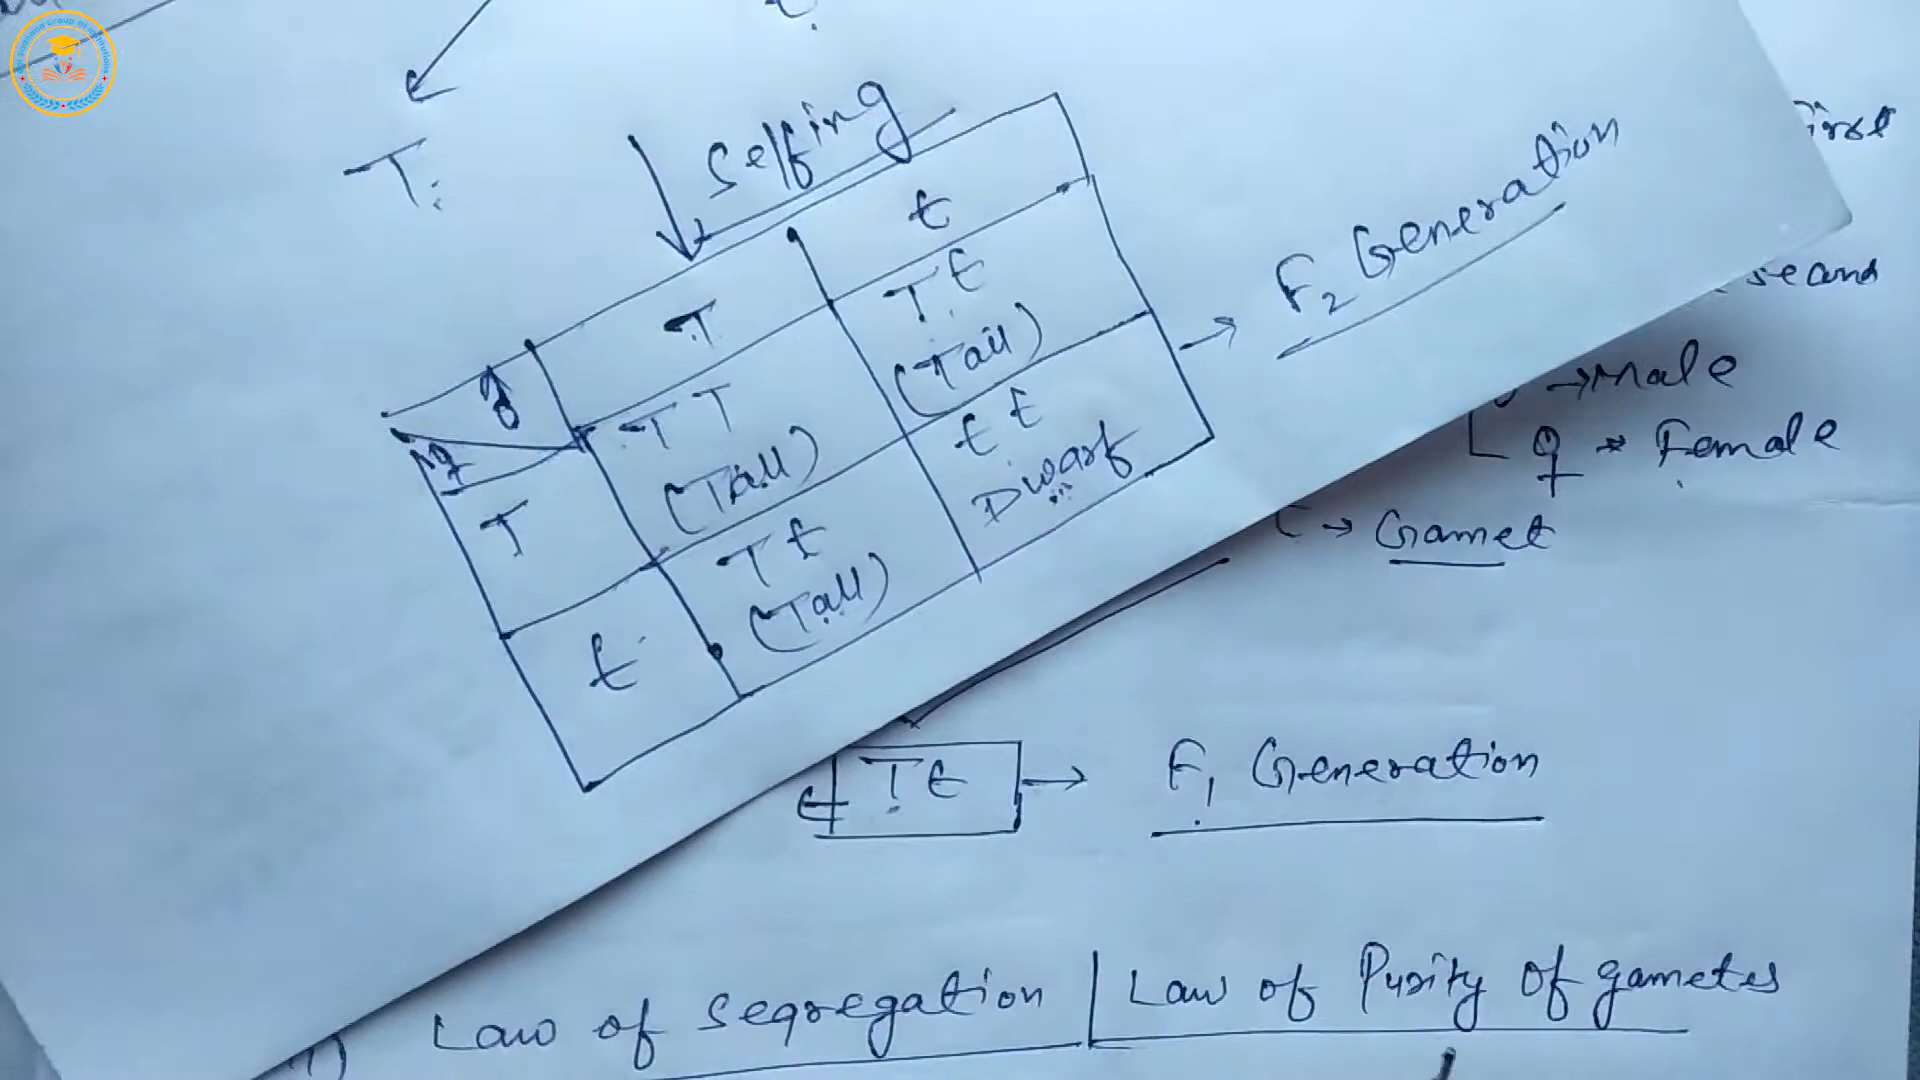 Selfing
T
♂
T
t
♀
T
TT
(Tall)
Tt
(Tall)
t
Tt
(Tall)
tt
Dwarf
→ F2 Generation
→ Male
♀ → Female
t → Gamet
Tt → F1 Generation
Law of Segregation | Law of Purity Of gametes